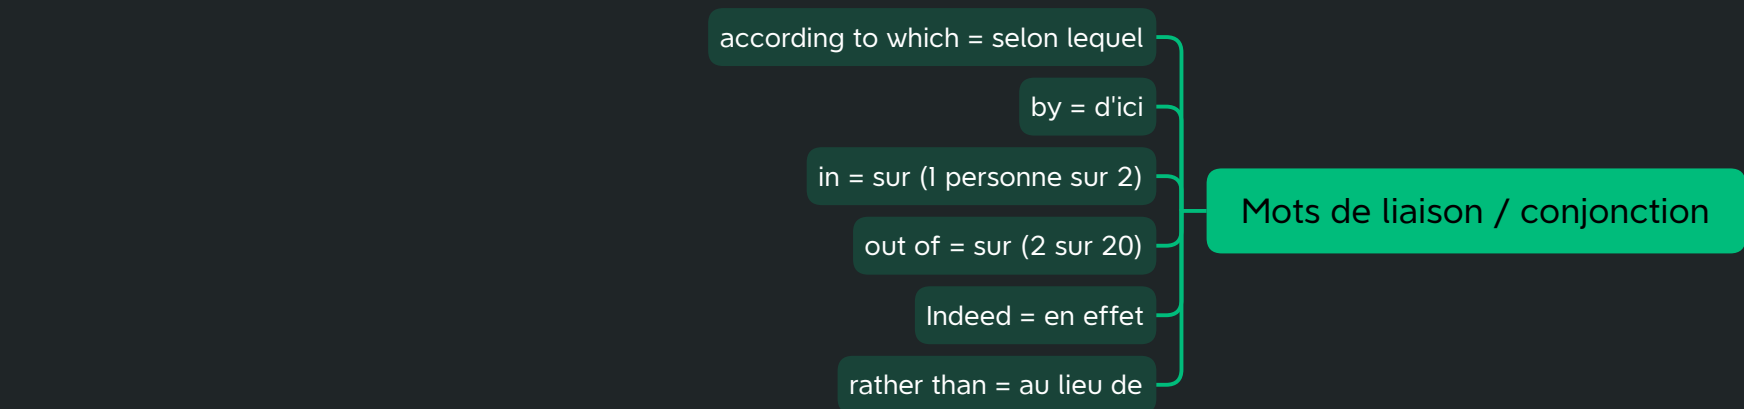 according to which = selon lequel
by = d'ici
in = sur (1 personne sur 2)
Mots de liaison / conjonction
out of = sur (2 sur 20)
Indeed = en effet
rather than = au lieu de